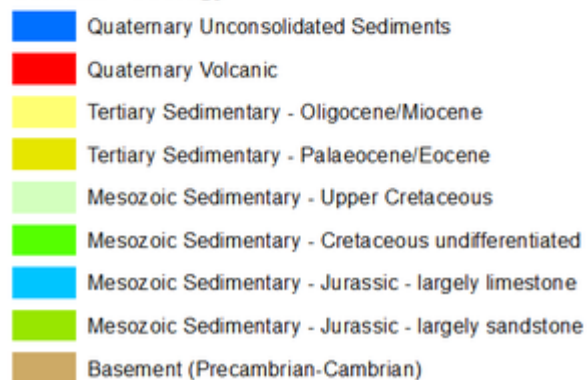 Quaternary Unconsolidated Sediments
Quaternary Volcanic
Tertiary Sedimentary - Oligocene/Miocene
Tertiary Sedimentary - Palaeocene/Eocene
Mesozoic Sedimentary - Upper Cretaceous
Mesozoic Sedimentary - Cretaceous undifferentiated
Mesozoic Sedimentary - Jurassic - largely limestone
Mesozoic Sedimentary - Jurassic - largely sandstone
Basement (Precambrian-Cambrian)